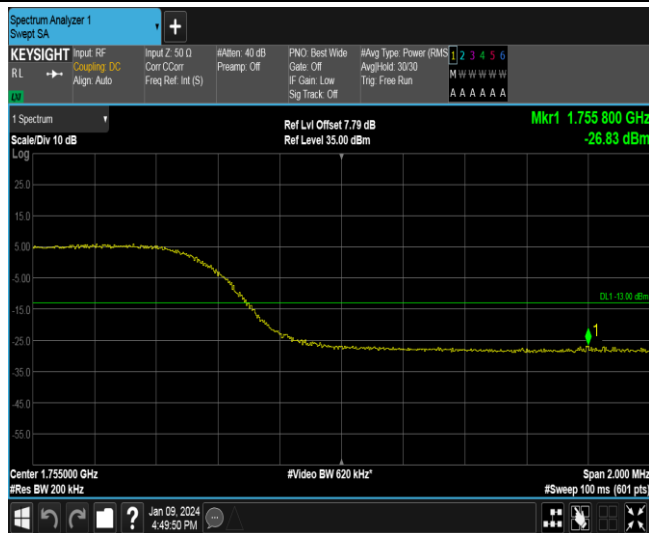 Spectrum Analyzer 1
Swept SA
+
KEYSIGHT
RL
Input: RF
Coupling: DC
Align: Auto
Input Z: 50 Ω
Corr CCorr
Freq Ref: Int (S)
#Atten: 40 dB
Preamp: Off
PNO: Best Wide
Gate: Off
IF Gain: Low
Sig Track: Off
#Avg Type: Power (RMS
Avg|Hold: 30/30
Trig: Free Run
1 2 3 4 5 6
M W W W W W
A A A A A A
1 Spectrum
Scale/Div 10 dB
Log
Ref Lvl Offset 7.79 dB
Ref Level 35.00 dBm
Mkr1 1.755 800 GHz
-26.83 dBm
25.0
15.0
5.00
-5.00
-15.0
-25.0
-35.0
-45.0
-55.0
DL1 -13.00 dBm
1
Center 1.755000 GHz
#Res BW 200 kHz
#Video BW 620 kHz*
Span 2.000 MHz
#Sweep 100 ms (601 pts)
?
Jan 09, 2024
4:49:50 PM